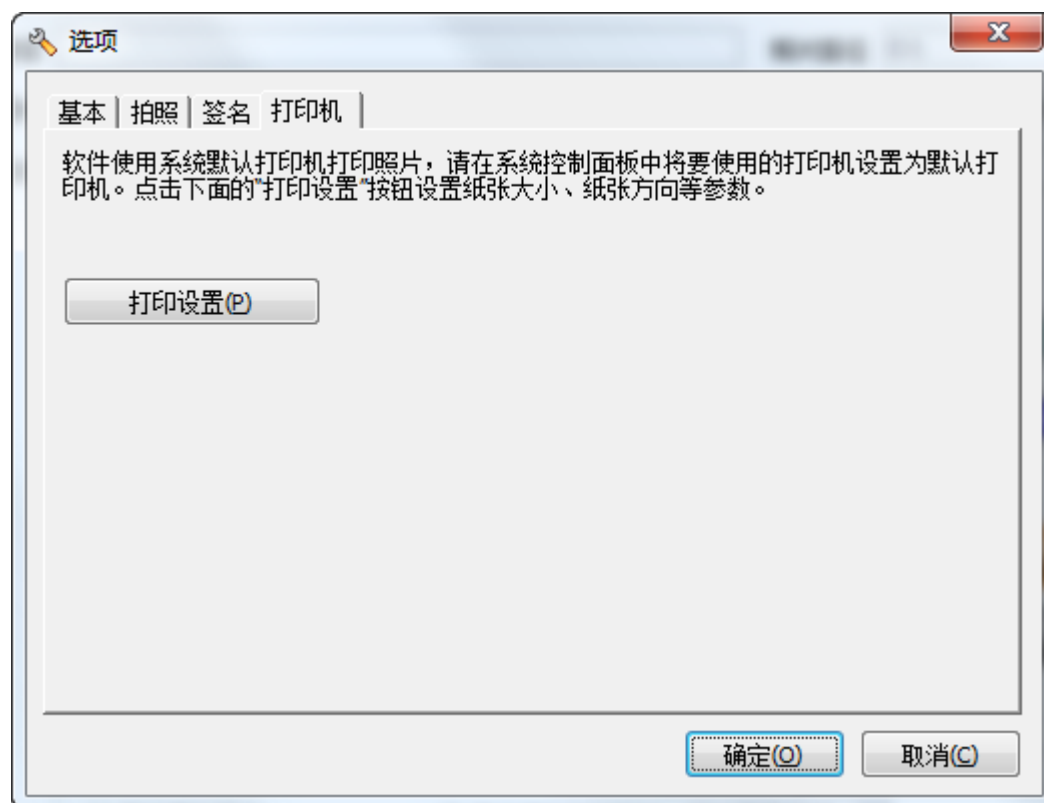 选项
基本 拍照 签名 打印机
软件使用系统默认打印机打印照片，请在系统控制面板中将要使用的打印机设置为默认打
印机。点击下面的"打印设置"按钮设置纸张大小、纸张方向等参数。
打印设置(P)
确定(O) 取消(C)